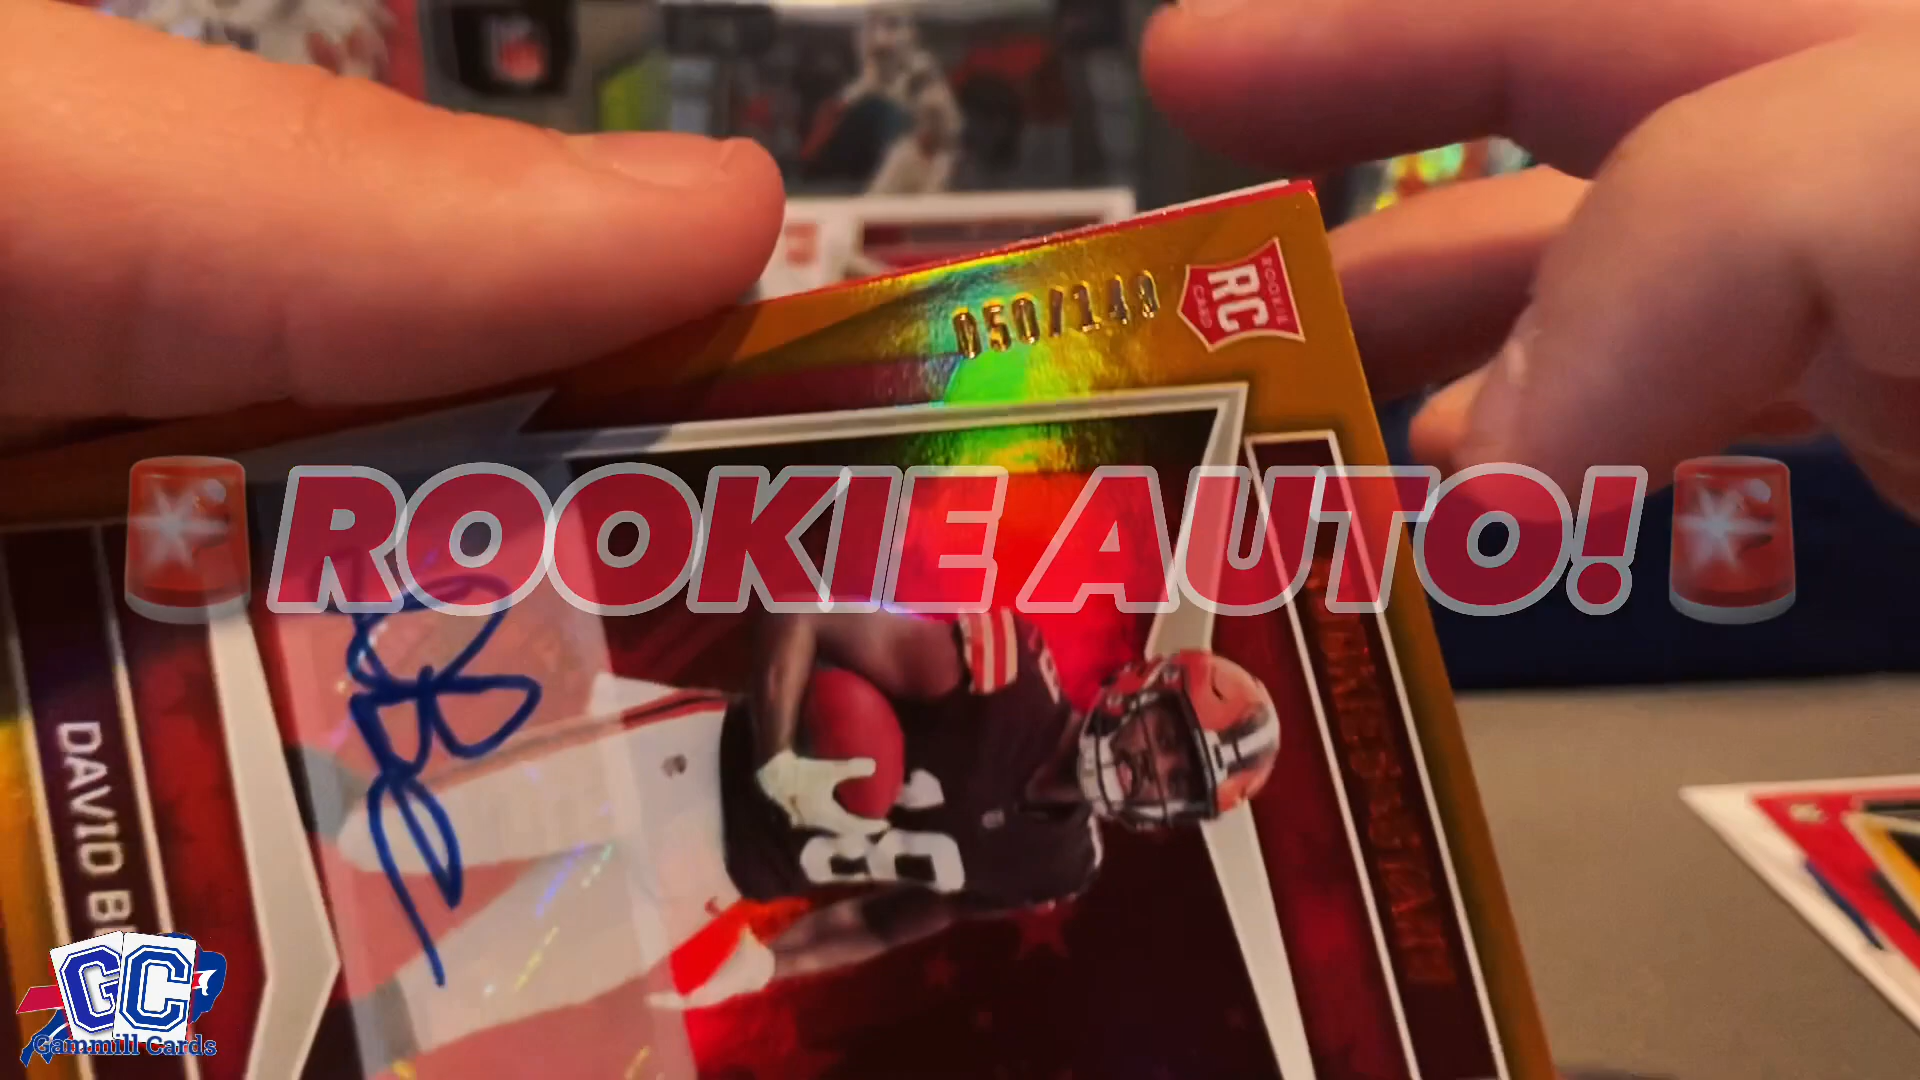 050/149
RC
ROOKIE
CARD
ROOKIE AUTO!
DAVID B
GC
Gammill Cards